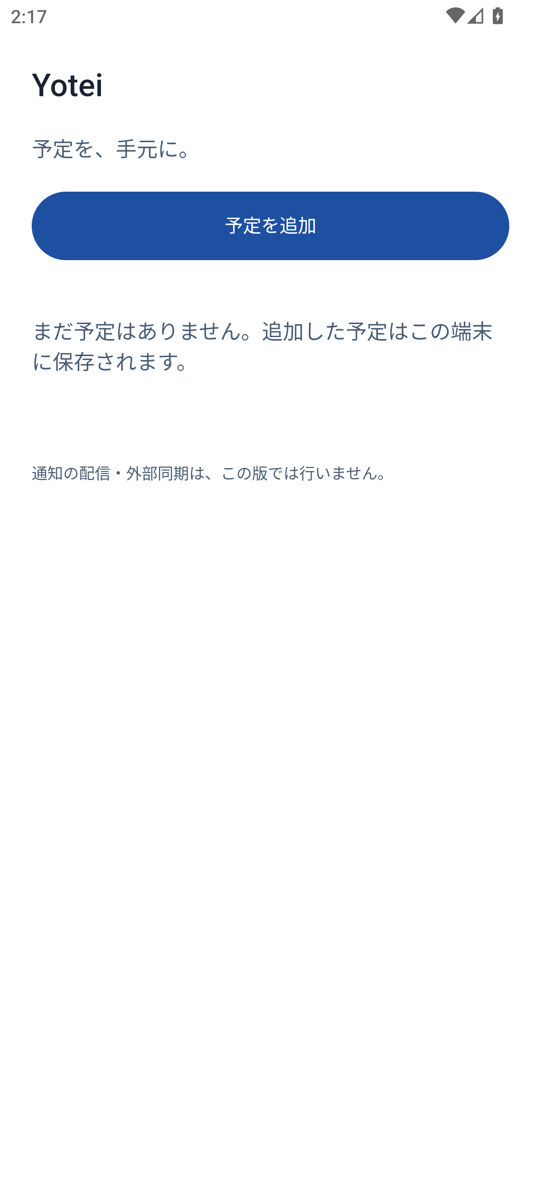 2:17
Yotei
予定を、手元に。
予定を追加
まだ予定はありません。追加した予定はこの端末
に保存されます。
通知の配信・外部同期は、この版では行いません。